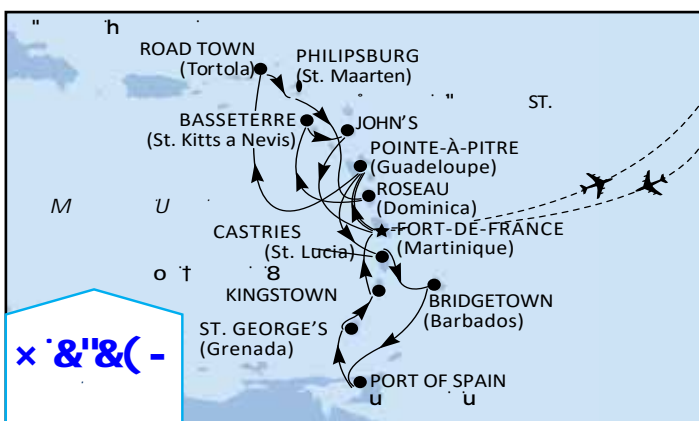 " h
ROAD TOWN
(Tortola)
PHILIPSBURG
(St. Maarten)
" ST.
BASSETERRE
(St. Kitts a Nevis)
JOHN'S
POINTE-À-PITRE
(Guadeloupe)
ROSEAU
(Dominica)
M U
CASTRIES
(St. Lucia)
FORT-DE-FRANCE
(Martinique)
o t 8
KINGSTOWN
BRIDGETOWN
(Barbados)
ST. GEORGE'S
(Grenada)
× &"&( -
PORT OF SPAIN
u u